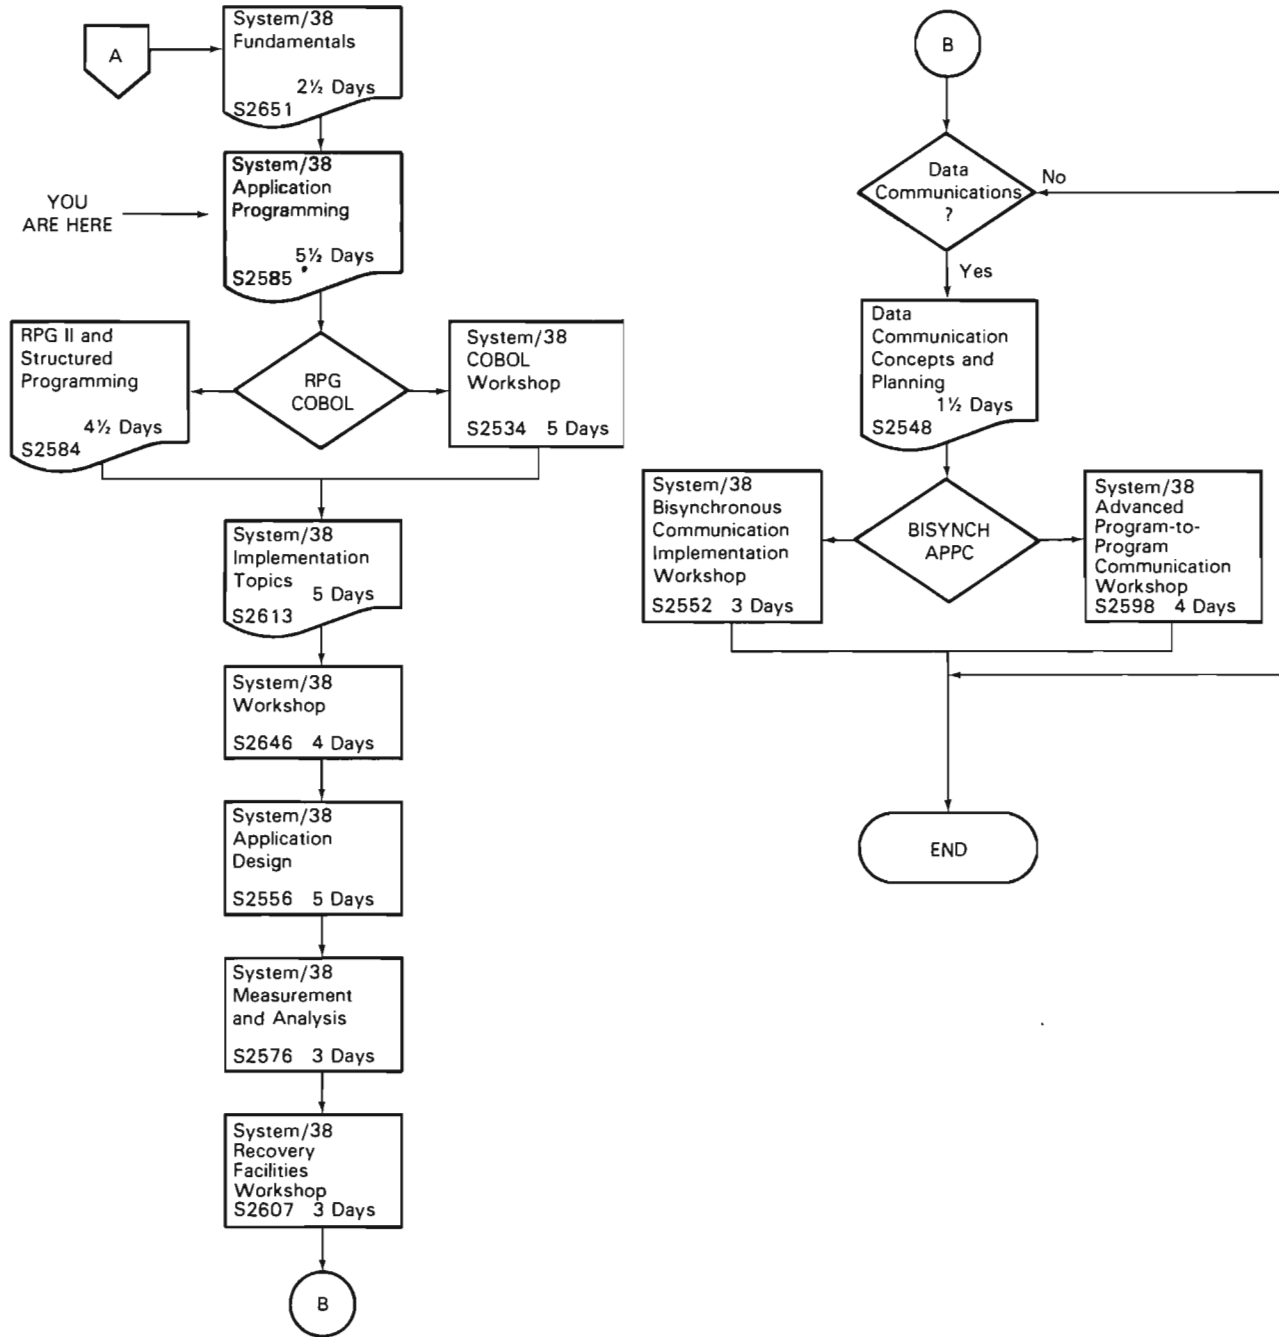 A
System/38
Fundamentals
2½ Days
S2651
YOU
ARE HERE
System/38
Application
Programming
5½ Days
S2585
RPG II and
Structured
Programming
4½ Days
S2584
RPG
COBOL
System/38
COBOL
Workshop
S2534 5 Days
System/38
Implementation
Topics
5 Days
S2613
System/38
Workshop
S2646 4 Days
System/38
Application
Design
S2556 5 Days
System/38
Measurement
and Analysis
S2576 3 Days
System/38
Recovery
Facilities
Workshop
S2607 3 Days
B
B
Data
Communications
?
No
Yes
Data
Communication
Concepts and
Planning
1½ Days
S2548
System/38
Bisynchronous
Communication
Implementation
Workshop
S2552 3 Days
BISYNCH
APPC
System/38
Advanced
Program-to-
Program
Communication
Workshop
S2598 4 Days
END